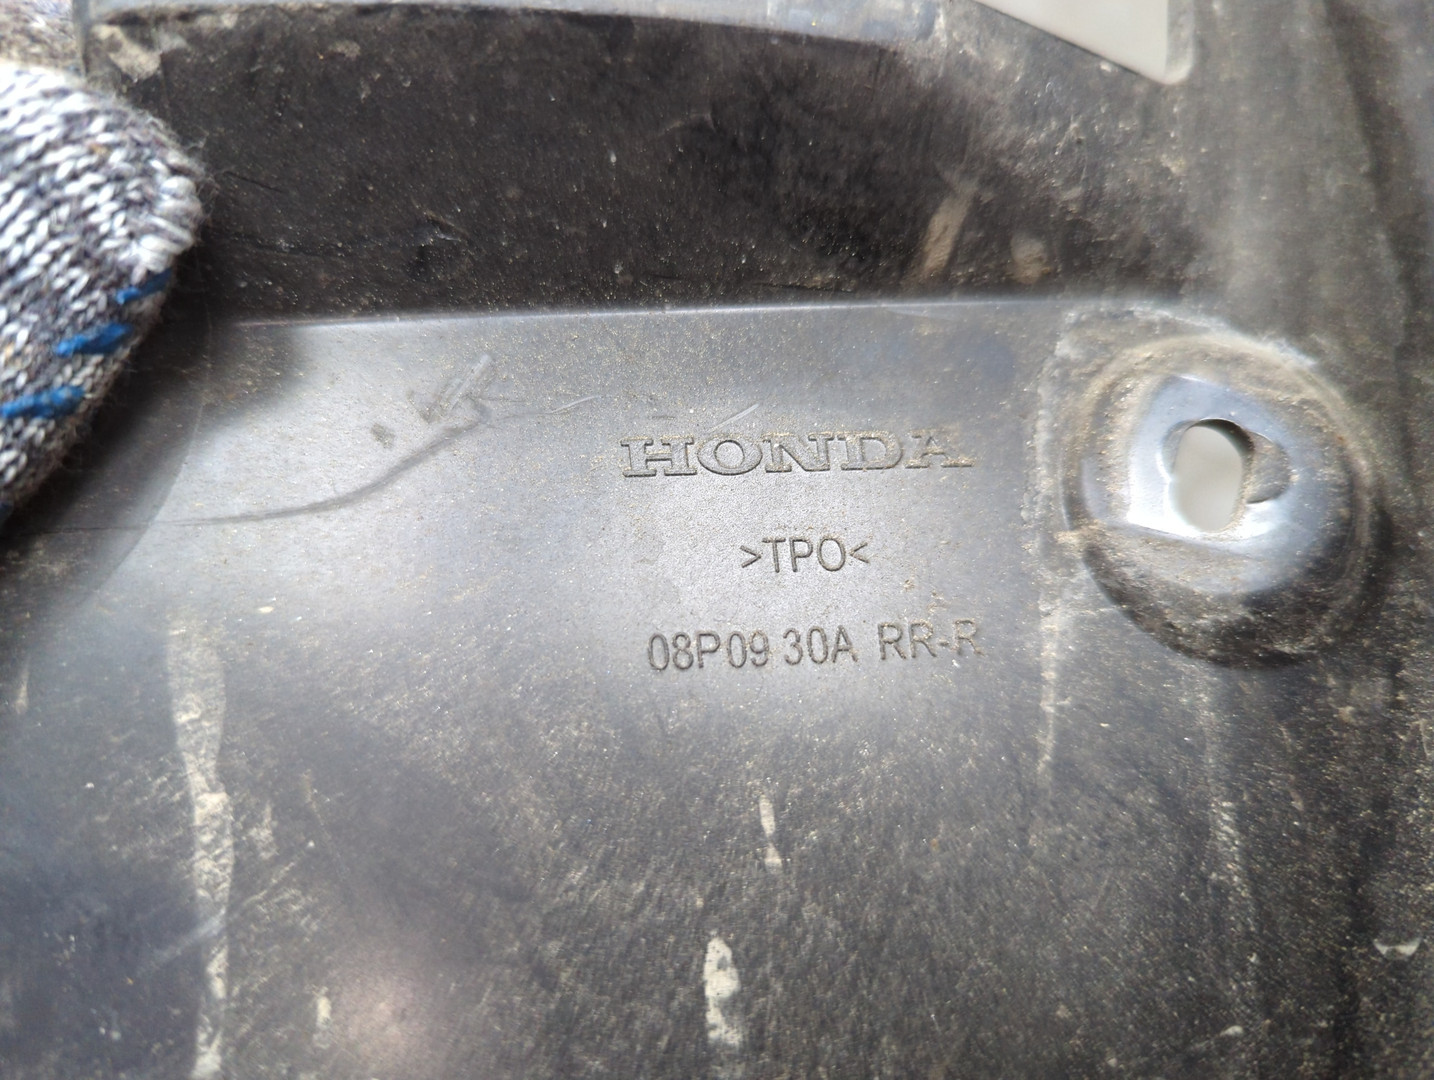 HONDA
>TPO<
08P09 30A RR-R